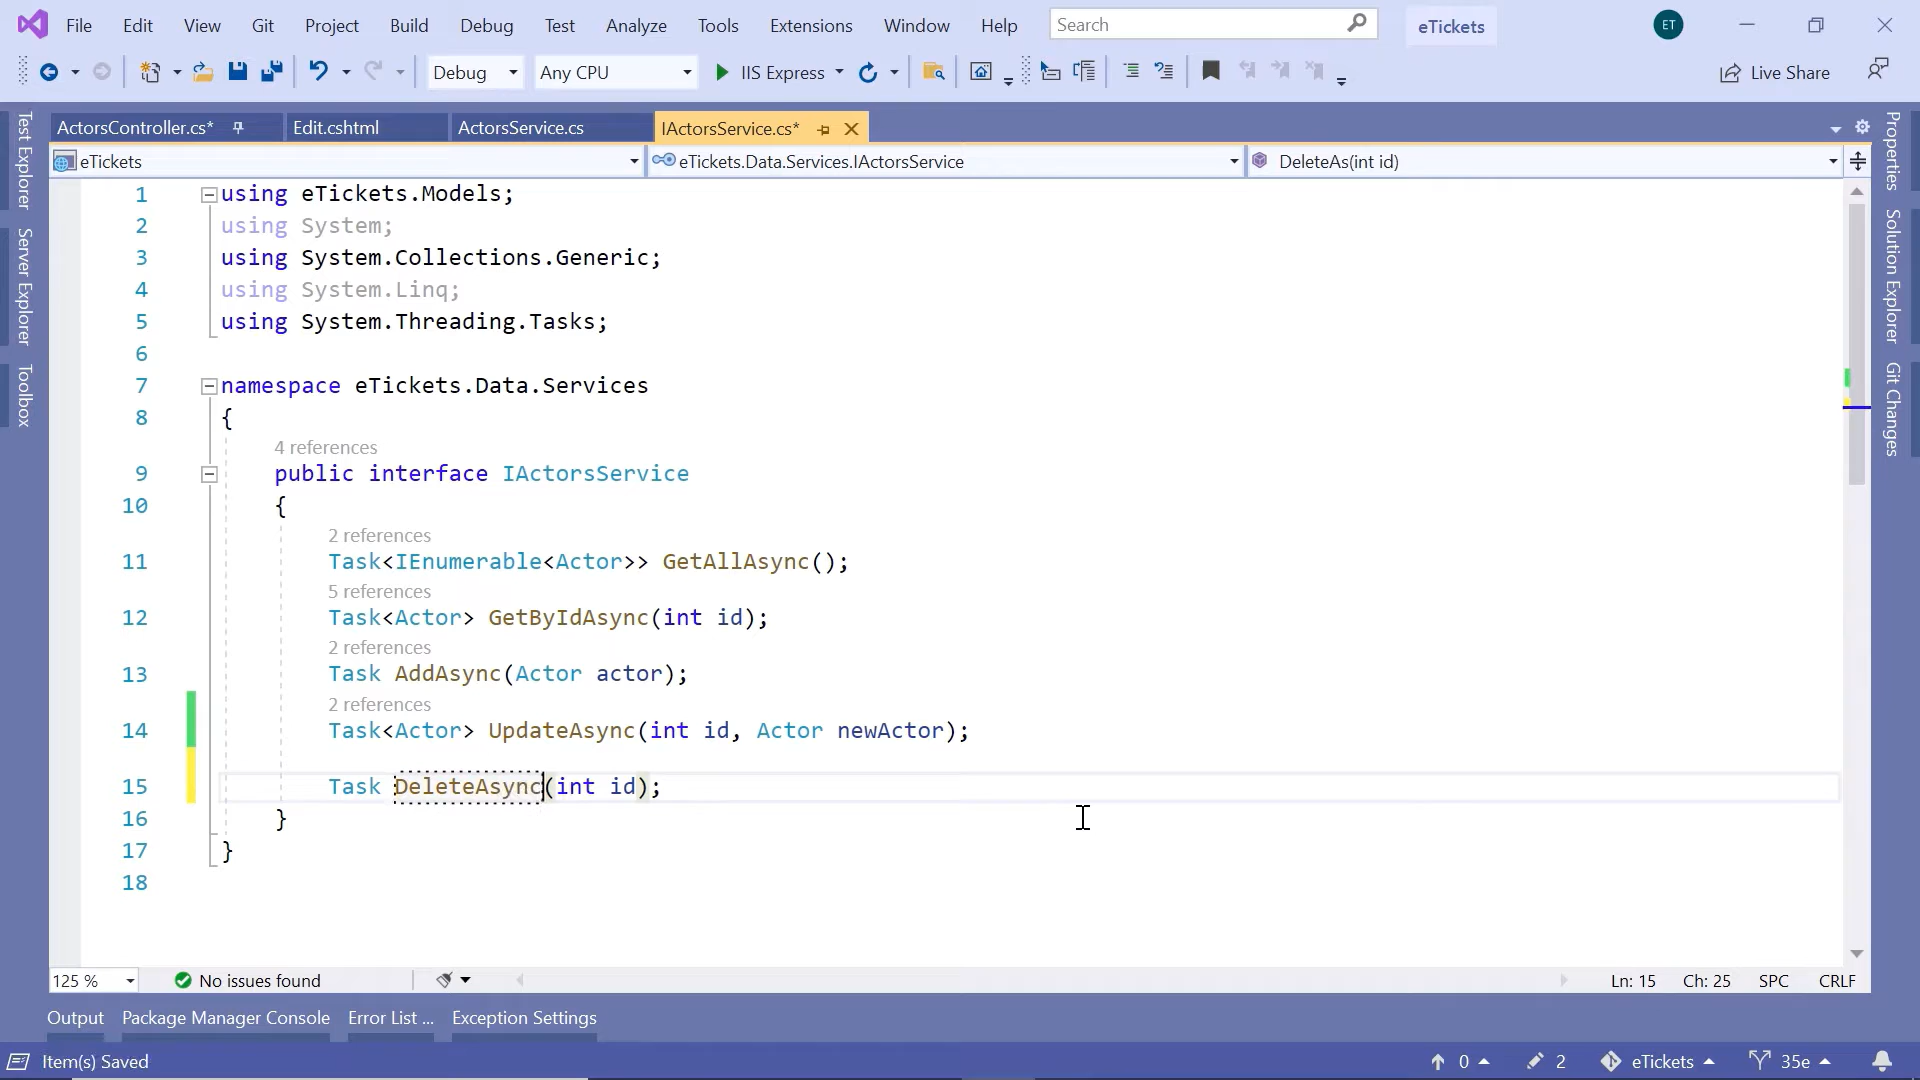 File Edit View Git Project Build Debug Test Analyze Tools Extensions Window Help Search eTickets ET
Debug Any CPU IIS Express Live Share
ActorsController.cs* Edit.cshtml ActorsService.cs IActorsService.cs*
eTickets eTickets.Data.Services.IActorsService DeleteAs(int id)
Test Explorer
Server Explorer
Toolbox
1 using eTickets.Models;
2 using System;
3 using System.Collections.Generic;
4 using System.Linq;
5 using System.Threading.Tasks;
6
7 namespace eTickets.Data.Services
8 {
4 references
9 public interface IActorsService
10 {
2 references
11 Task<IEnumerable<Actor>> GetAllAsync();
5 references
12 Task<Actor> GetByIdAsync(int id);
2 references
13 Task AddAsync(Actor actor);
2 references
14 Task<Actor> UpdateAsync(int id, Actor newActor);
15 Task DeleteAsync(int id);
16 }
17 }
18
Properties
Solution Explorer
Git Changes
125 % No issues found Ln: 15 Ch: 25 SPC CRLF
Output Package Manager Console Error List ... Exception Settings
Item(s) Saved 0 2 eTickets 35e